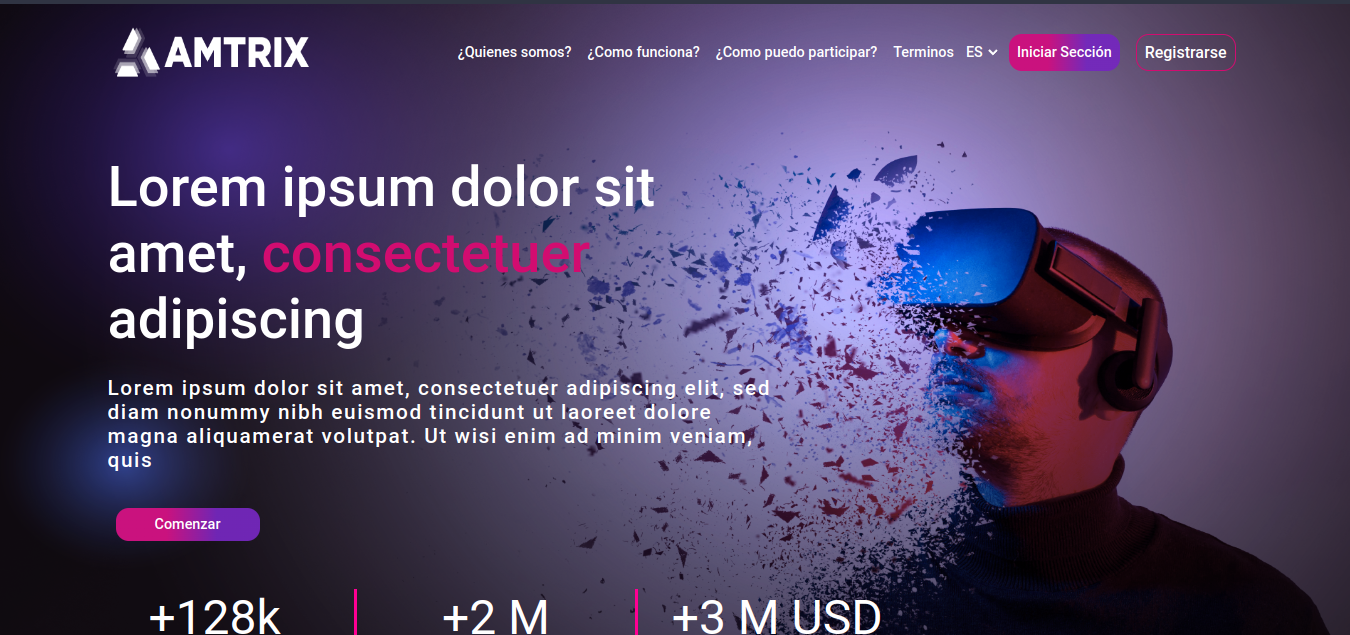 AMTRIX
¿Quienes somos? ¿Como funciona? ¿Como puedo participar? Terminos ES Iniciar Sección Registrarse
Lorem ipsum dolor sit
amet, consectetuer
adipiscing
Lorem ipsum dolor sit amet, consectetuer adipiscing elit, sed
diam nonummy nibh euismod tincidunt ut laoreet dolore
magna aliquamerat volutpat. Ut wisi enim ad minim veniam,
quis
Comenzar
+128k +2 M +3 M USD